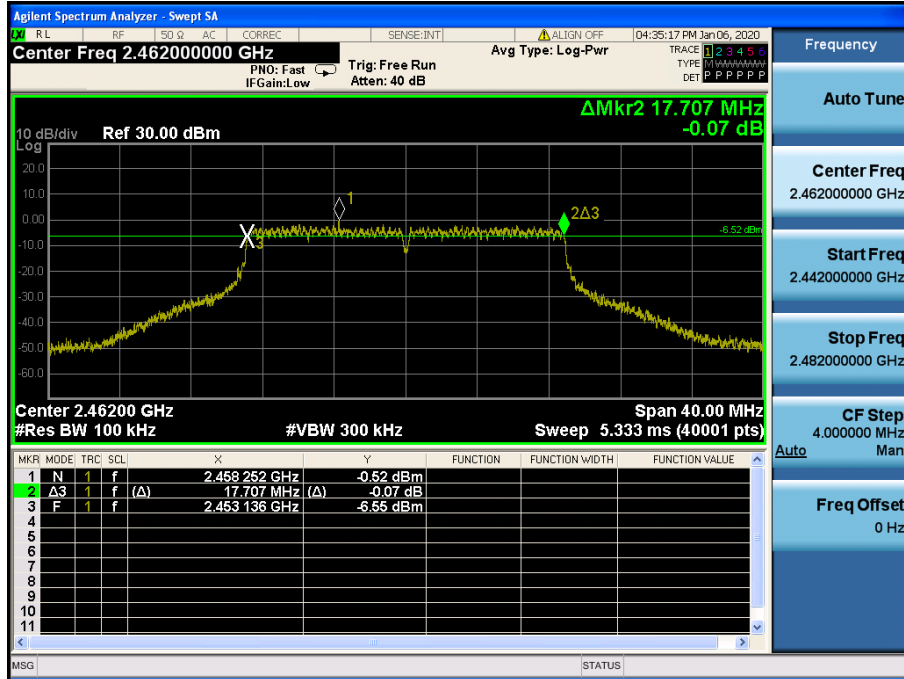 Agilent Spectrum Analyzer - Swept SA
LXI RL RF 50 Ω AC CORREC SENSE:INT ALIGN OFF 04:35:17 PM Jan 06, 2020
Center Freq 2.462000000 GHz Avg Type: Log-Pwr TRACE 1 2 3 4 5 6
PNO: Fast Trig: Free Run TYPE M WWWWW
IFGain:Low Atten: 40 dB DET P P P P P P
ΔMkr2 17.707 MHz
10 dB/div Ref 30.00 dBm -0.07 dB
Log
20.0
10.0
1
0.00
2Δ3
-6.52 dBm
3
-10.0
-20.0
-30.0
-40.0
-50.0
-60.0
Center 2.46200 GHz Span 40.00 MHz
#Res BW 100 kHz #VBW 300 kHz Sweep 5.333 ms (40001 pts)
MKR MODE TRC SCL X Y FUNCTION FUNCTION WIDTH FUNCTION VALUE
1 N 1 f 2.458 252 GHz -0.52 dBm
2 Δ3 1 f (Δ) 17.707 MHz (Δ) -0.07 dB
3 F 1 f 2.453 136 GHz -6.55 dBm
4
5
6
7
8
9
10
11
MSG STATUS
Frequency
Auto Tune
Center Freq
2.462000000 GHz
Start Freq
2.442000000 GHz
Stop Freq
2.482000000 GHz
CF Step
4.000000 MHz
Auto Man
Freq Offset
0 Hz